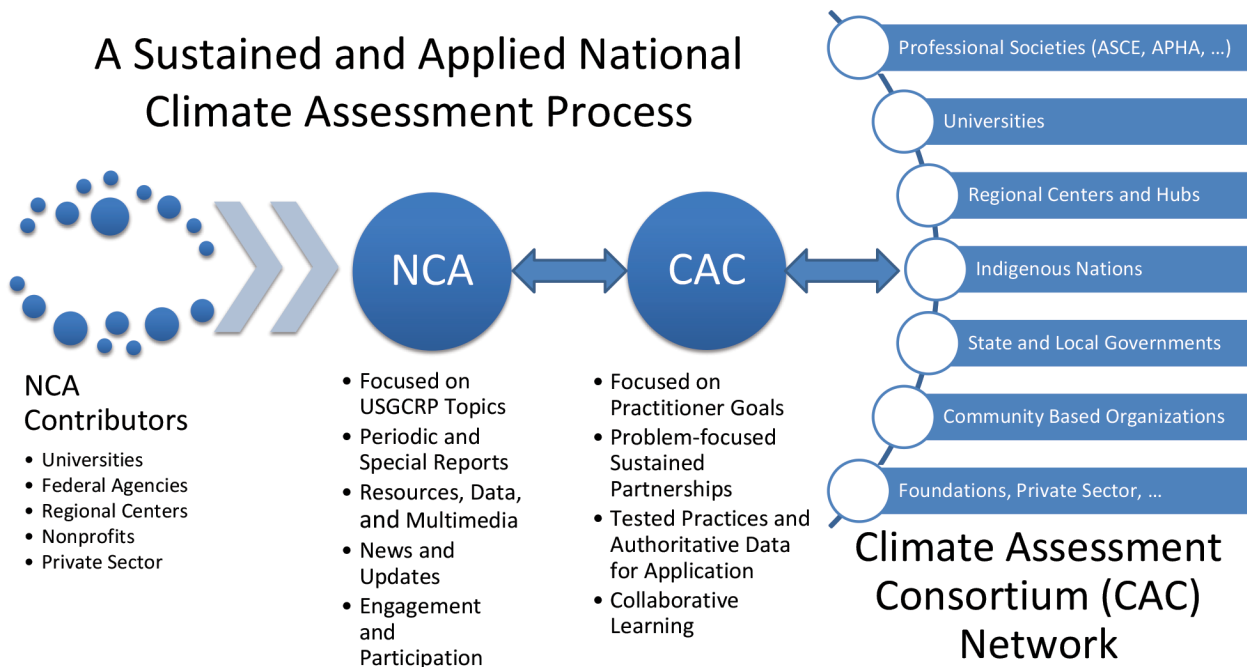 A Sustained and Applied National
Climate Assessment Process
NCA
Contributors
• Universities
• Federal Agencies
• Regional Centers
• Nonprofits
• Private Sector
NCA
• Focused on
USGCRP Topics
• Periodic and
Special Reports
• Resources, Data,
and Multimedia
• News and
Updates
• Engagement
and
Participation
CAC
• Focused on
Practitioner Goals
• Problem-focused
Sustained
Partnerships
• Tested Practices and
Authoritative Data
for Application
• Collaborative
Learning
Professional Societies (ASCE, APHA, ...)
Universities
Regional Centers and Hubs
Indigenous Nations
State and Local Governments
Community Based Organizations
Foundations, Private Sector, ...
Climate Assessment
Consortium (CAC)
Network